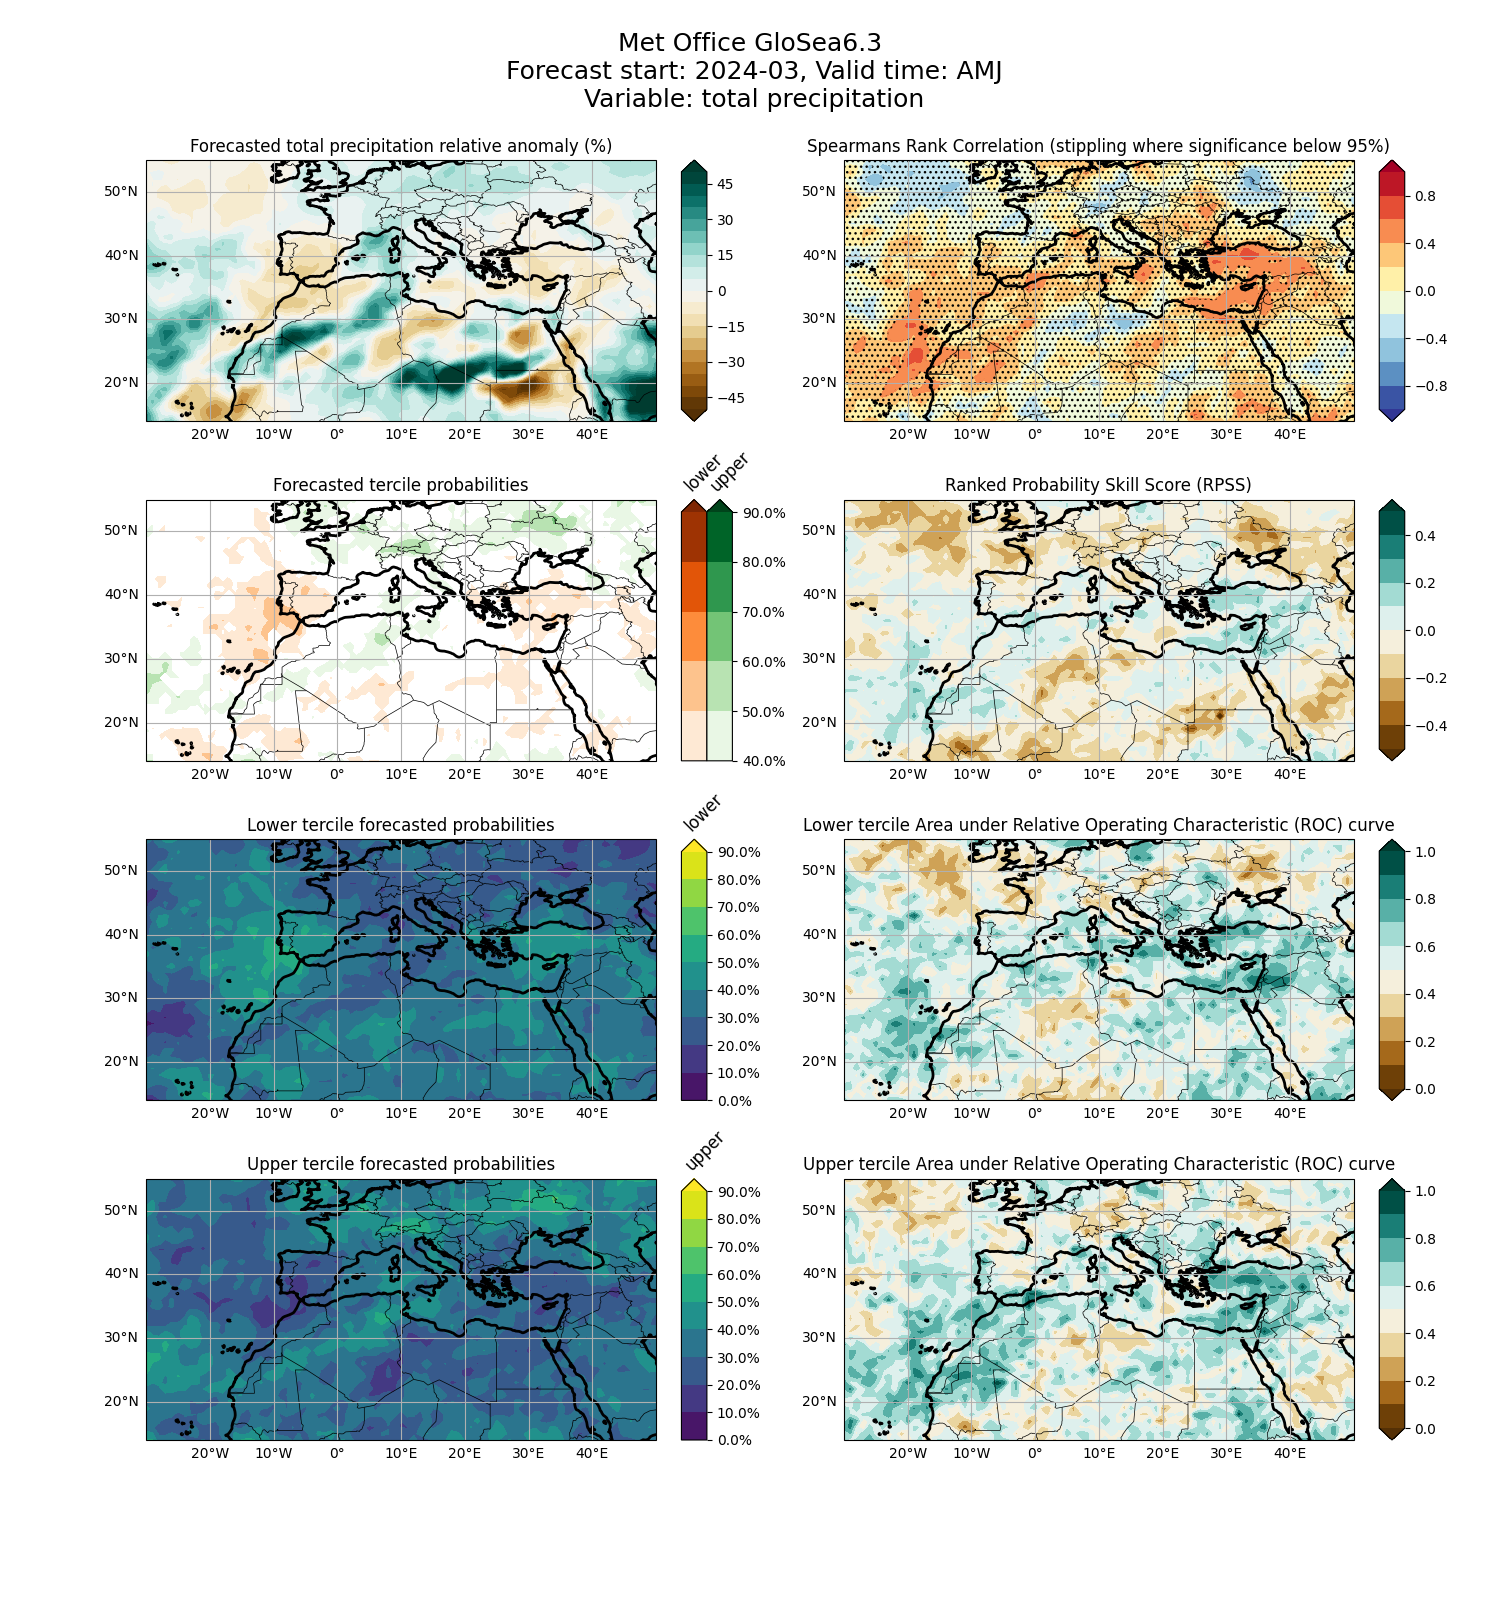 Met Office GloSea6.3
Forecast start: 2024-03, Valid time: AMJ
Variable: total precipitation
Forecasted total precipitation relative anomaly (%)
50°N
40°N
30°N
20°N
20°W 10°W 0° 10°E 20°E 30°E 40°E
45
30
15
0
−15
−30
−45
Spearmans Rank Correlation (stippling where significance below 95%)
50°N
40°N
30°N
20°N
20°W 10°W 0° 10°E 20°E 30°E 40°E
0.8
0.4
0.0
−0.4
−0.8
Forecasted tercile probabilities
50°N
40°N
30°N
20°N
20°W 10°W 0° 10°E 20°E 30°E 40°E
lower upper
90.0%
80.0%
70.0%
60.0%
50.0%
40.0%
Ranked Probability Skill Score (RPSS)
50°N
40°N
30°N
20°N
20°W 10°W 0° 10°E 20°E 30°E 40°E
0.4
0.2
0.0
−0.2
−0.4
Lower tercile forecasted probabilities
50°N
40°N
30°N
20°N
20°W 10°W 0° 10°E 20°E 30°E 40°E
lower
90.0%
80.0%
70.0%
60.0%
50.0%
40.0%
30.0%
20.0%
10.0%
0.0%
Lower tercile Area under Relative Operating Characteristic (ROC) curve
50°N
40°N
30°N
20°N
20°W 10°W 0° 10°E 20°E 30°E 40°E
1.0
0.8
0.6
0.4
0.2
0.0
Upper tercile forecasted probabilities
50°N
40°N
30°N
20°N
20°W 10°W 0° 10°E 20°E 30°E 40°E
upper
90.0%
80.0%
70.0%
60.0%
50.0%
40.0%
30.0%
20.0%
10.0%
0.0%
Upper tercile Area under Relative Operating Characteristic (ROC) curve
50°N
40°N
30°N
20°N
20°W 10°W 0° 10°E 20°E 30°E 40°E
1.0
0.8
0.6
0.4
0.2
0.0